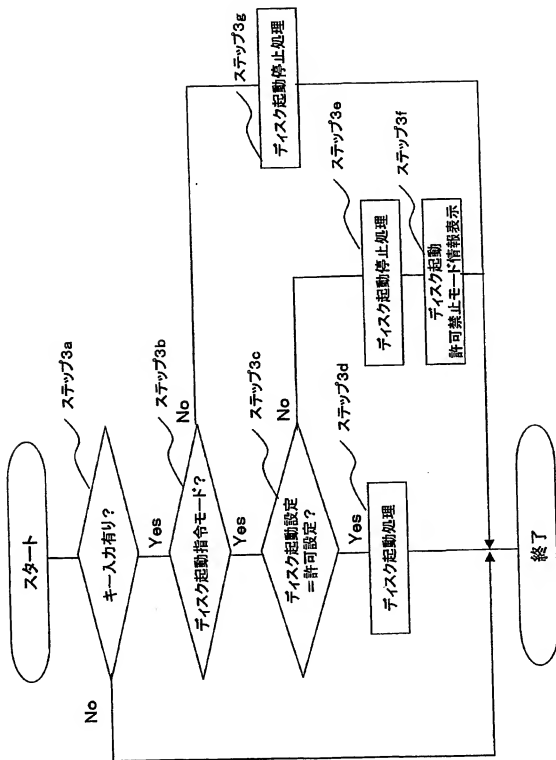 スタート
ステップ3a
キー入力有り?
No
Yes
ステップ3b
ディスク起動指令モード?
No
Yes
ステップ3c
ディスク起動設定
=許可設定?
No
Yes
ステップ3d
ディスク起動処理
ステップ3e
ディスク起動停止処理
ステップ3f
ディスク起動
許可禁止モード情報表示
ステップ3g
ディスク起動停止処理
終了